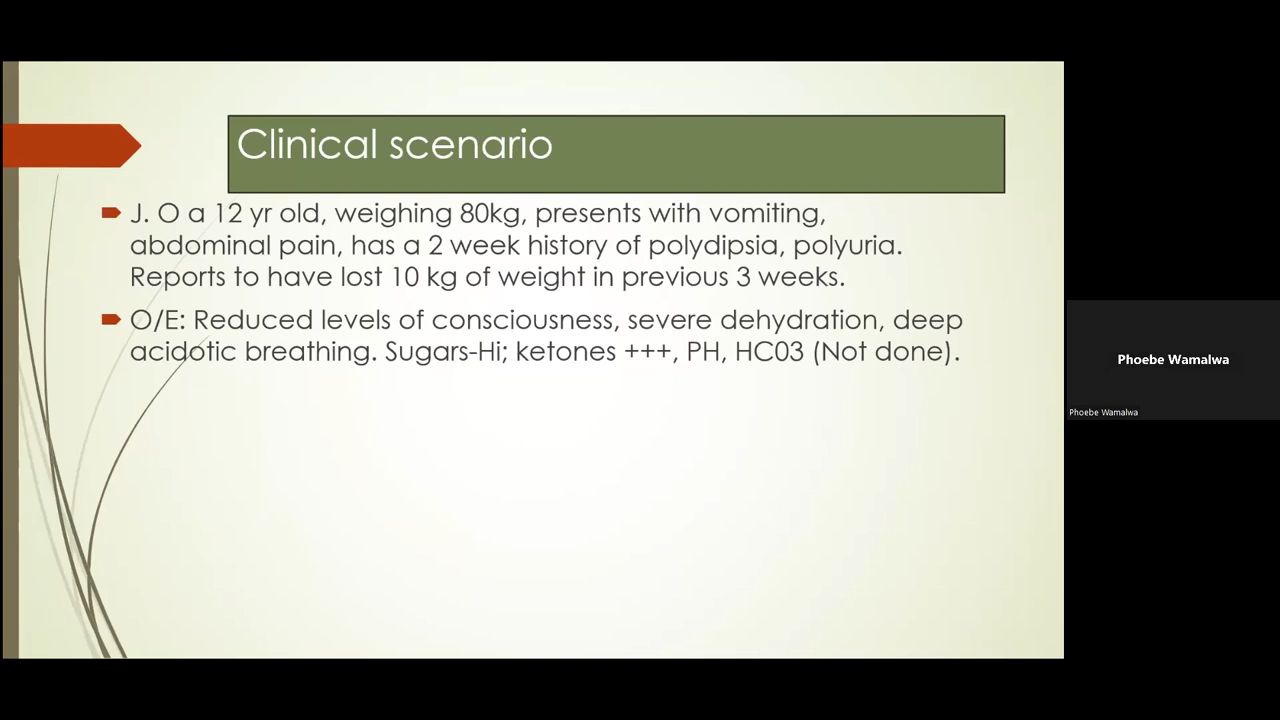 Clinical scenario
J. O a 12 yr old, weighing 80kg, presents with vomiting,
abdominal pain, has a 2 week history of polydipsia, polyuria.
Reports to have lost 10 kg of weight in previous 3 weeks.
O/E: Reduced levels of consciousness, severe dehydration, deep
acidotic breathing. Sugars-Hi; ketones +++, PH, HC03 (Not done).
Phoebe Wamalwa
Phoebe Wamalwa